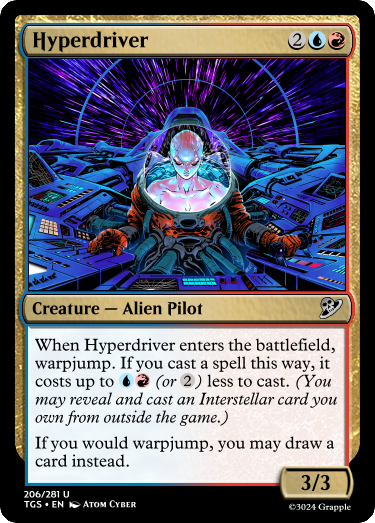 Hyperdriver 2
Creature — Alien Pilot
When Hyperdriver enters the battlefield,
warpjump. If you cast a spell this way, it
costs up to (or 2) less to cast. (You
may reveal and cast an Interstellar card you
own from outside the game.)
If you would warpjump, you may draw a
card instead.
3/3
206/281 U
TGS • EN Atom Cyber
©3024 Grapple